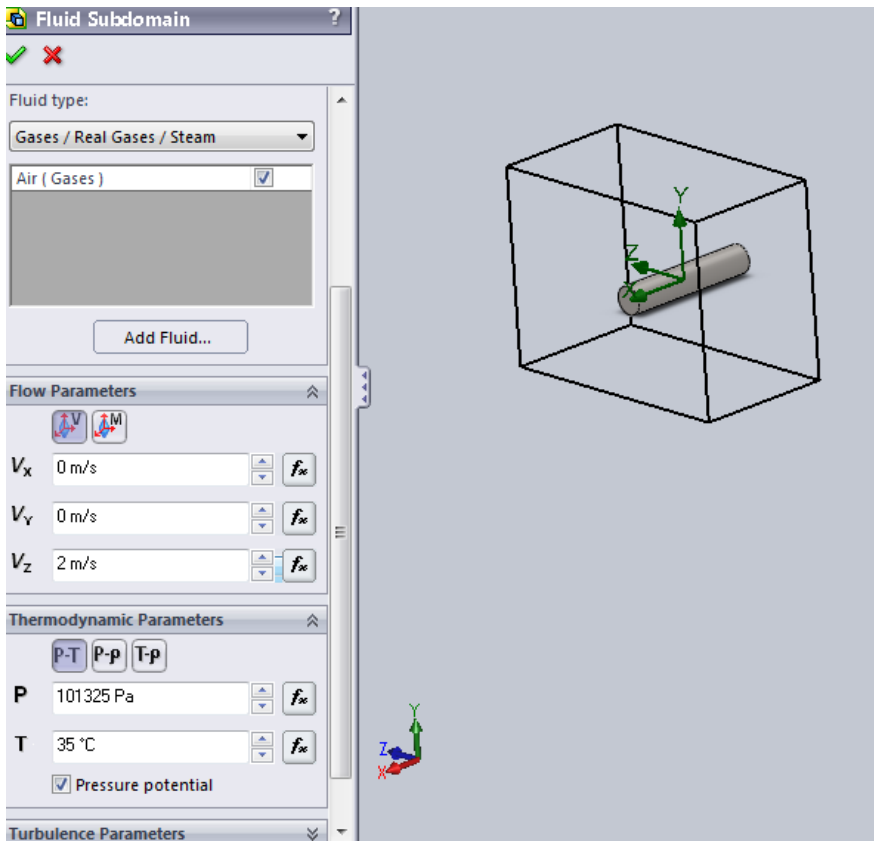 Fluid Subdomain ?
Fluid type:
Gases / Real Gases / Steam
Air ( Gases )
Add Fluid...
Flow Parameters
V M
Vx 0 m/s fx
VY 0 m/s fx
Vz 2 m/s fx
Thermodynamic Parameters
P-T P-ρ T-ρ
P 101325 Pa fx
T 35 °C fx
Pressure potential
Turbulence Parameters
Y
Z
X
Y
Z
X